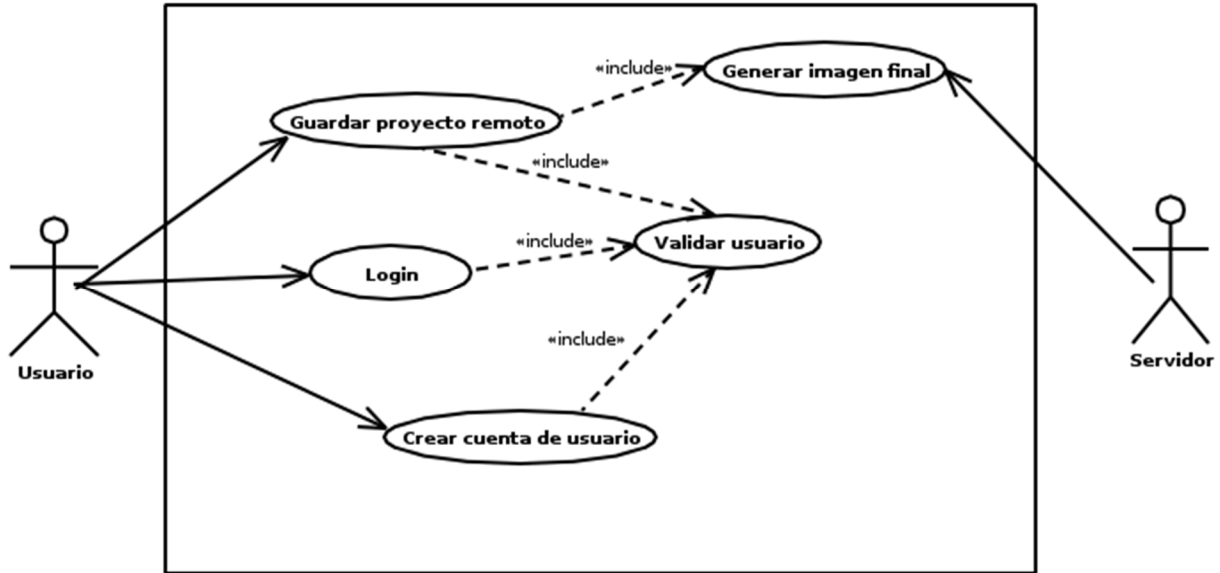 «include»
Generar imagen final
Guardar proyecto remoto
«include»
«include»
Validar usuario
Login
«include»
Usuario
Servidor
Crear cuenta de usuario